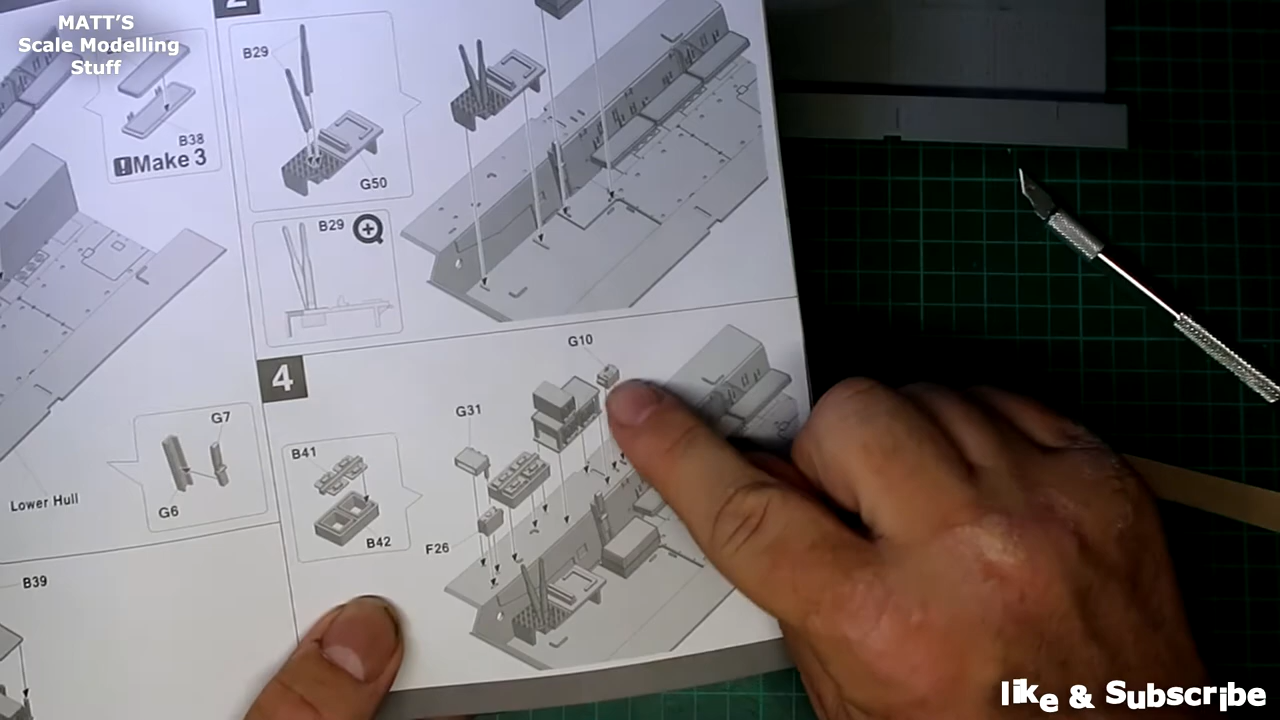 MATT'S
Scale Modelling
Stuff
2
B29
B38
!Make 3
G50
B29
4
G10
G7
G31
B41
G6
Lower Hull
B42
F26
B39
like & Subscribe